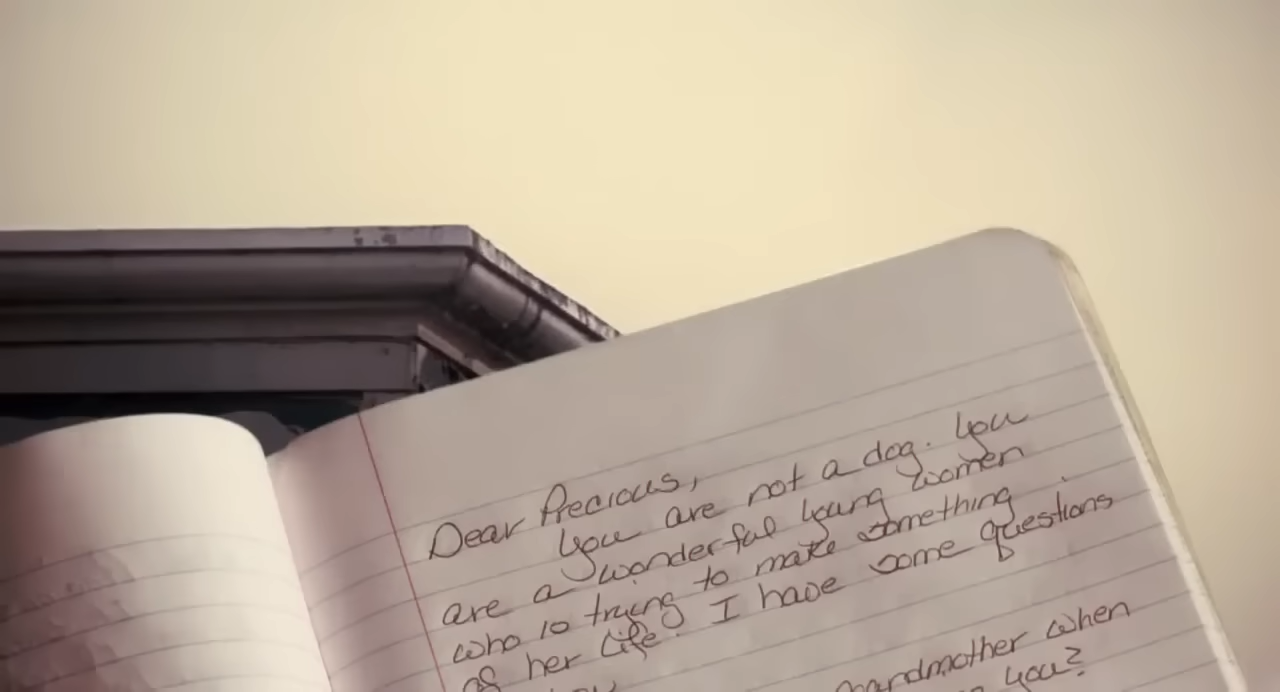 Dear Precious,
you are not a dog. You
are a wonderful young women
who is trying to make something
of her life. I have some questions
grandmother when
you?